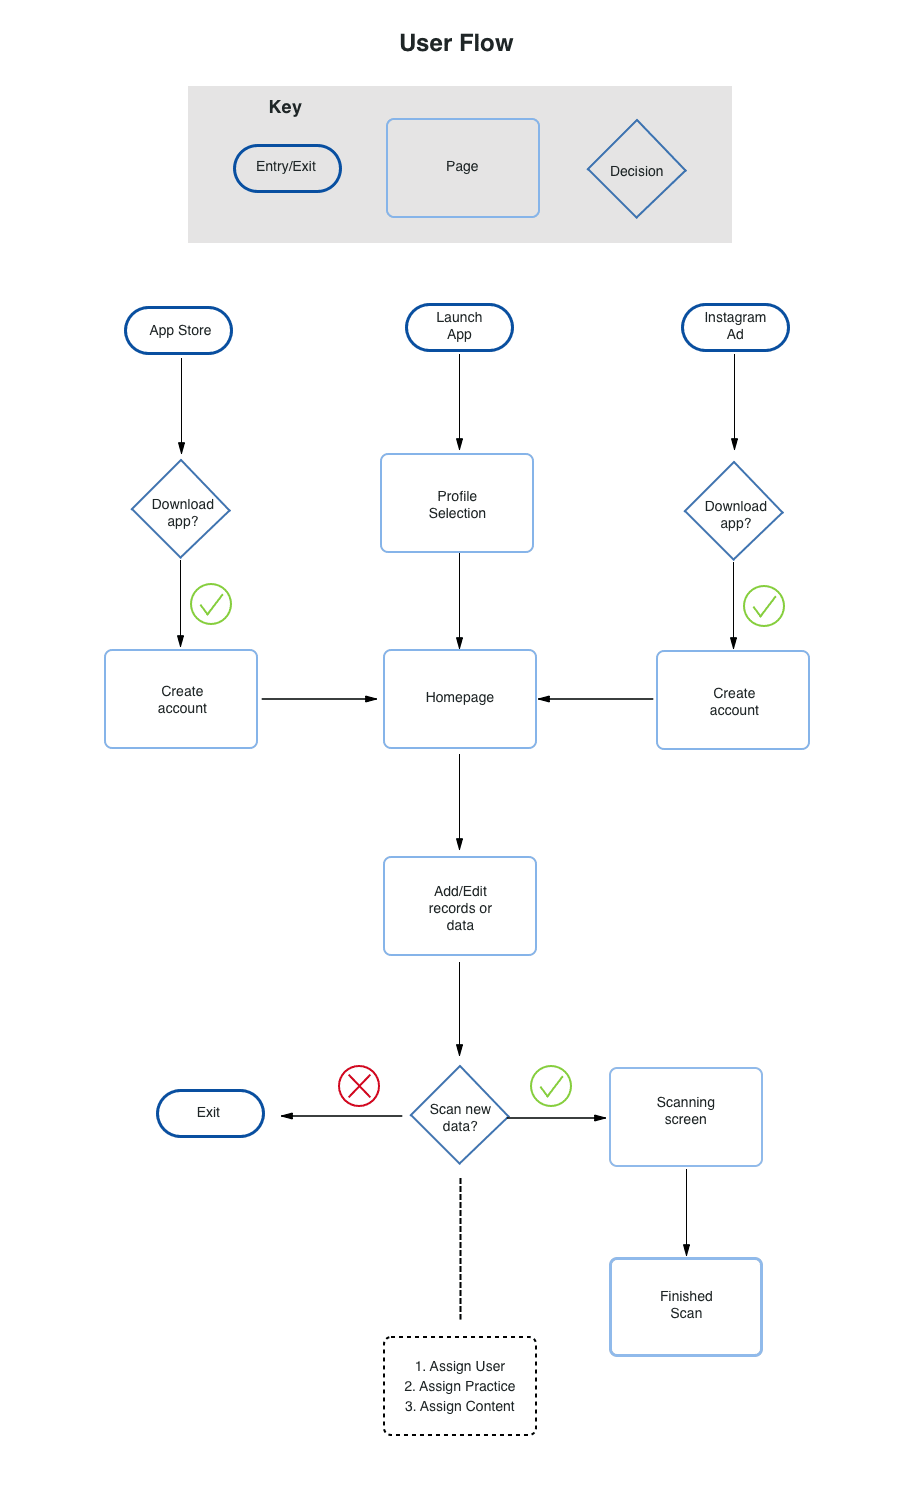 User Flow
Key
Entry/Exit
Page
Decision
App Store
Launch
App
Instagram
Ad
Download
app?
Profile
Selection
Download
app?
Create
account
Homepage
Create
account
Add/Edit
records or
data
Exit
Scan new
data?
Scanning
screen
Finished
Scan
1. Assign User
2. Assign Practice
3. Assign Content